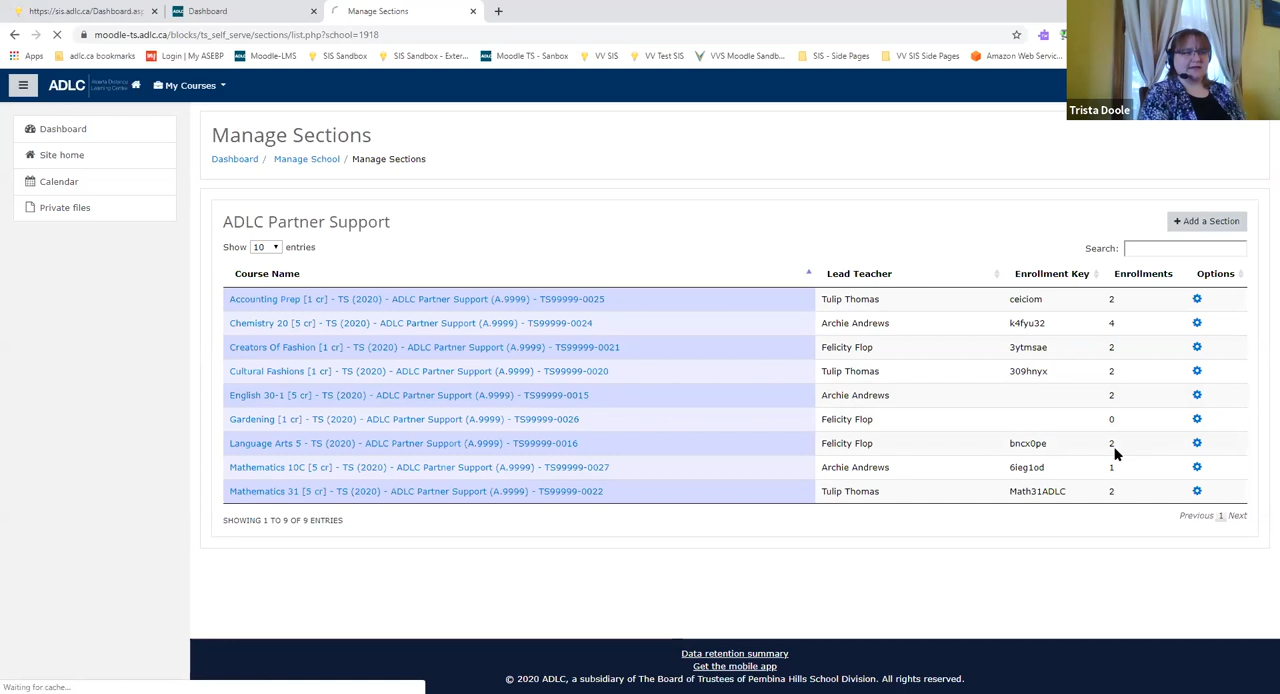 https://sis.adlc.ca/Dashboard.asp
Dashboard
Manage Sections
moodle-ts.adlc.ca/blocks/ts_self_serve/sections/list.php?school=1918
Apps
adlc.ca bookmarks
Login | My ASEBP
Moodle-LMS
SIS Sandbox
SIS Sandbox - Exter...
Moodle TS - Sanbox
VV SIS
VV Test SIS
VVS Moodle Sandb...
SIS - Side Pages
VV SIS Side Pages
Amazon Web Servic...
ADLC Alberta Distance Learning Centre
My Courses
Trista Doole
Dashboard
Site home
Calendar
Private files
Manage Sections
Dashboard / Manage School / Manage Sections
ADLC Partner Support
+ Add a Section
Show 10 entries
Search:
Course Name Lead Teacher Enrollment Key Enrollments Options
Accounting Prep [1 cr] - TS (2020) - ADLC Partner Support (A.9999) - TS99999-0025 Tulip Thomas ceiciom 2
Chemistry 20 [5 cr] - TS (2020) - ADLC Partner Support (A.9999) - TS99999-0024 Archie Andrews k4fyu32 4
Creators Of Fashion [1 cr] - TS (2020) - ADLC Partner Support (A.9999) - TS99999-0021 Felicity Flop 3ytmsae 2
Cultural Fashions [1 cr] - TS (2020) - ADLC Partner Support (A.9999) - TS99999-0020 Tulip Thomas 309hnyx 2
English 30-1 [5 cr] - TS (2020) - ADLC Partner Support (A.9999) - TS99999-0015 Archie Andrews 2
Gardening [1 cr] - TS (2020) - ADLC Partner Support (A.9999) - TS99999-0026 Felicity Flop 0
Language Arts 5 - TS (2020) - ADLC Partner Support (A.9999) - TS99999-0016 Felicity Flop bncx0pe 2
Mathematics 10C [5 cr] - TS (2020) - ADLC Partner Support (A.9999) - TS99999-0027 Archie Andrews 6ieg1od 1
Mathematics 31 [5 cr] - TS (2020) - ADLC Partner Support (A.9999) - TS99999-0022 Tulip Thomas Math31ADLC 2
SHOWING 1 TO 9 OF 9 ENTRIES
Previous 1 Next
Data retention summary
Get the mobile app
© 2020 ADLC, a subsidiary of The Board of Trustees of Pembina Hills School Division. All rights reserved.
Waiting for cache...